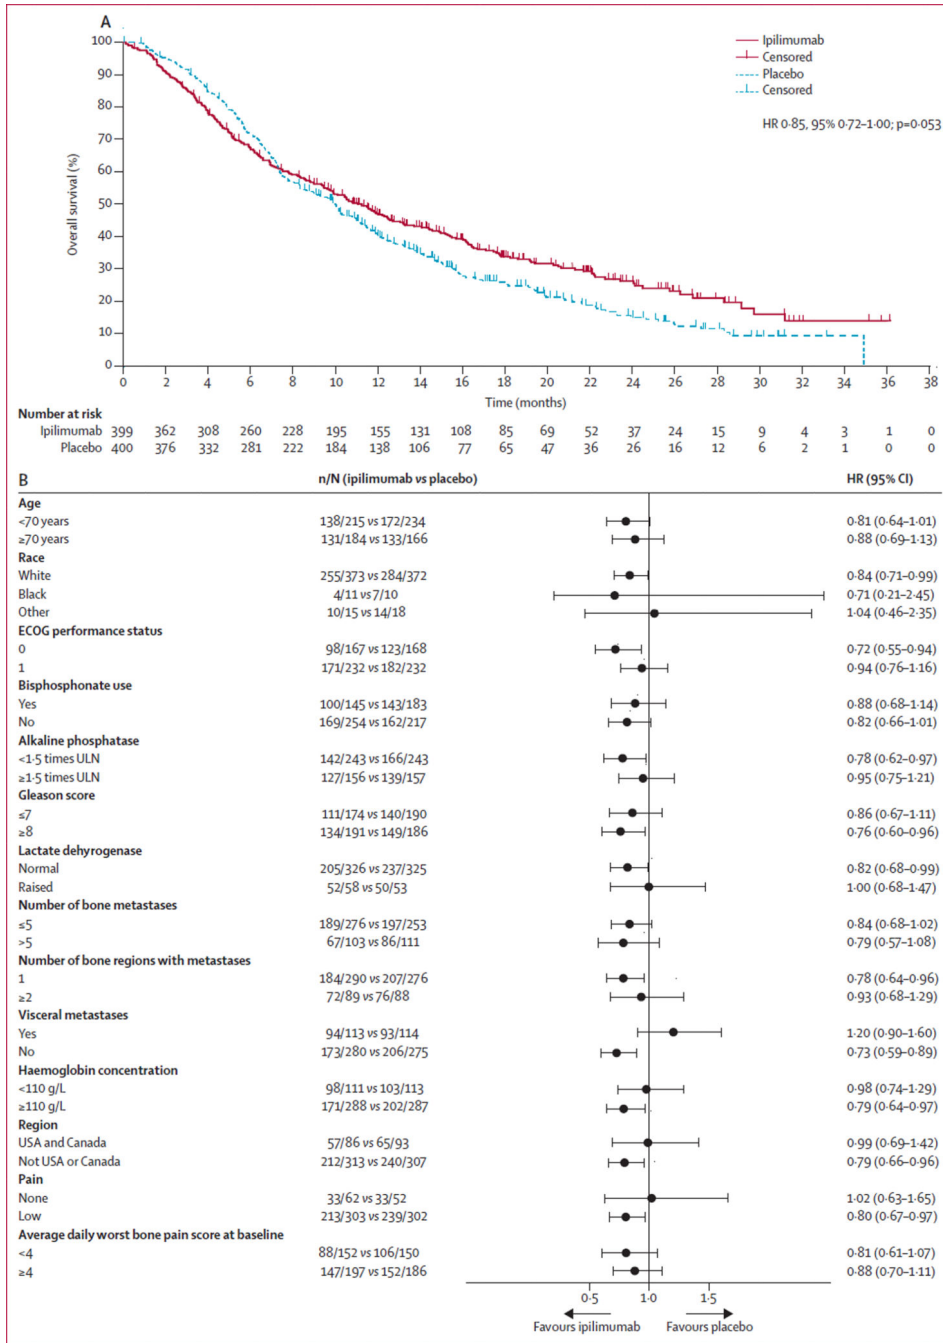 A
100
90
80
70
60
50
40
30
20
10
0
Overall survival (%)
Ipilimumab
Censored
Placebo
Censored
HR 0·85, 95% 0·72–1·00; p=0·053
0 2 4 6 8 10 12 14 16 18 20 22 24 26 28 30 32 34 36 38
Time (months)
Number at risk
Ipilimumab 399 362 308 260 228 195 155 131 108 85 69 52 37 24 15 9 4 3 1 0
Placebo 400 376 332 281 222 184 138 106 77 65 47 36 26 16 12 6 2 1 0 0
B n/N (ipilimumab vs placebo) HR (95% CI)
Age
<70 years 138/215 vs 172/234 0·81 (0·64–1·01)
≥70 years 131/184 vs 133/166 0·88 (0·69–1·13)
Race
White 255/373 vs 284/372 0·84 (0·71–0·99)
Black 4/11 vs 7/10 0·71 (0·21–2·45)
Other 10/15 vs 14/18 1·04 (0·46–2·35)
ECOG performance status
0 98/167 vs 123/168 0·72 (0·55–0·94)
1 171/232 vs 182/232 0·94 (0·76–1·16)
Bisphosphonate use
Yes 100/145 vs 143/183 0·88 (0·68–1·14)
No 169/254 vs 162/217 0·82 (0·66–1·01)
Alkaline phosphatase
<1·5 times ULN 142/243 vs 166/243 0·78 (0·62–0·97)
≥1·5 times ULN 127/156 vs 139/157 0·95 (0·75–1·21)
Gleason score
≤7 111/174 vs 140/190 0·86 (0·67–1·11)
≥8 134/191 vs 149/186 0·76 (0·60–0·96)
Lactate dehyrogenase
Normal 205/326 vs 237/325 0·82 (0·68–0·99)
Raised 52/58 vs 50/53 1·00 (0·68–1·47)
Number of bone metastases
≤5 189/276 vs 197/253 0·84 (0·68–1·02)
>5 67/103 vs 86/111 0·79 (0·57–1·08)
Number of bone regions with metastases
1 184/290 vs 207/276 0·78 (0·64–0·96)
≥2 72/89 vs 76/88 0·93 (0·68–1·29)
Visceral metastases
Yes 94/113 vs 93/114 1·20 (0·90–1·60)
No 173/280 vs 206/275 0·73 (0·59–0·89)
Haemoglobin concentration
<110 g/L 98/111 vs 103/113 0·98 (0·74–1·29)
≥110 g/L 171/288 vs 202/287 0·79 (0·64–0·97)
Region
USA and Canada 57/86 vs 65/93 0·99 (0·69–1·42)
Not USA or Canada 212/313 vs 240/307 0·79 (0·66–0·96)
Pain
None 33/62 vs 33/52 1·02 (0·63–1·65)
Low 213/303 vs 239/302 0·80 (0·67–0·97)
Average daily worst bone pain score at baseline
<4 88/152 vs 106/150 0·81 (0·61–1·07)
≥4 147/197 vs 152/186 0·88 (0·70–1·11)
0·5 1·0 1·5
Favours ipilimumab Favours placebo